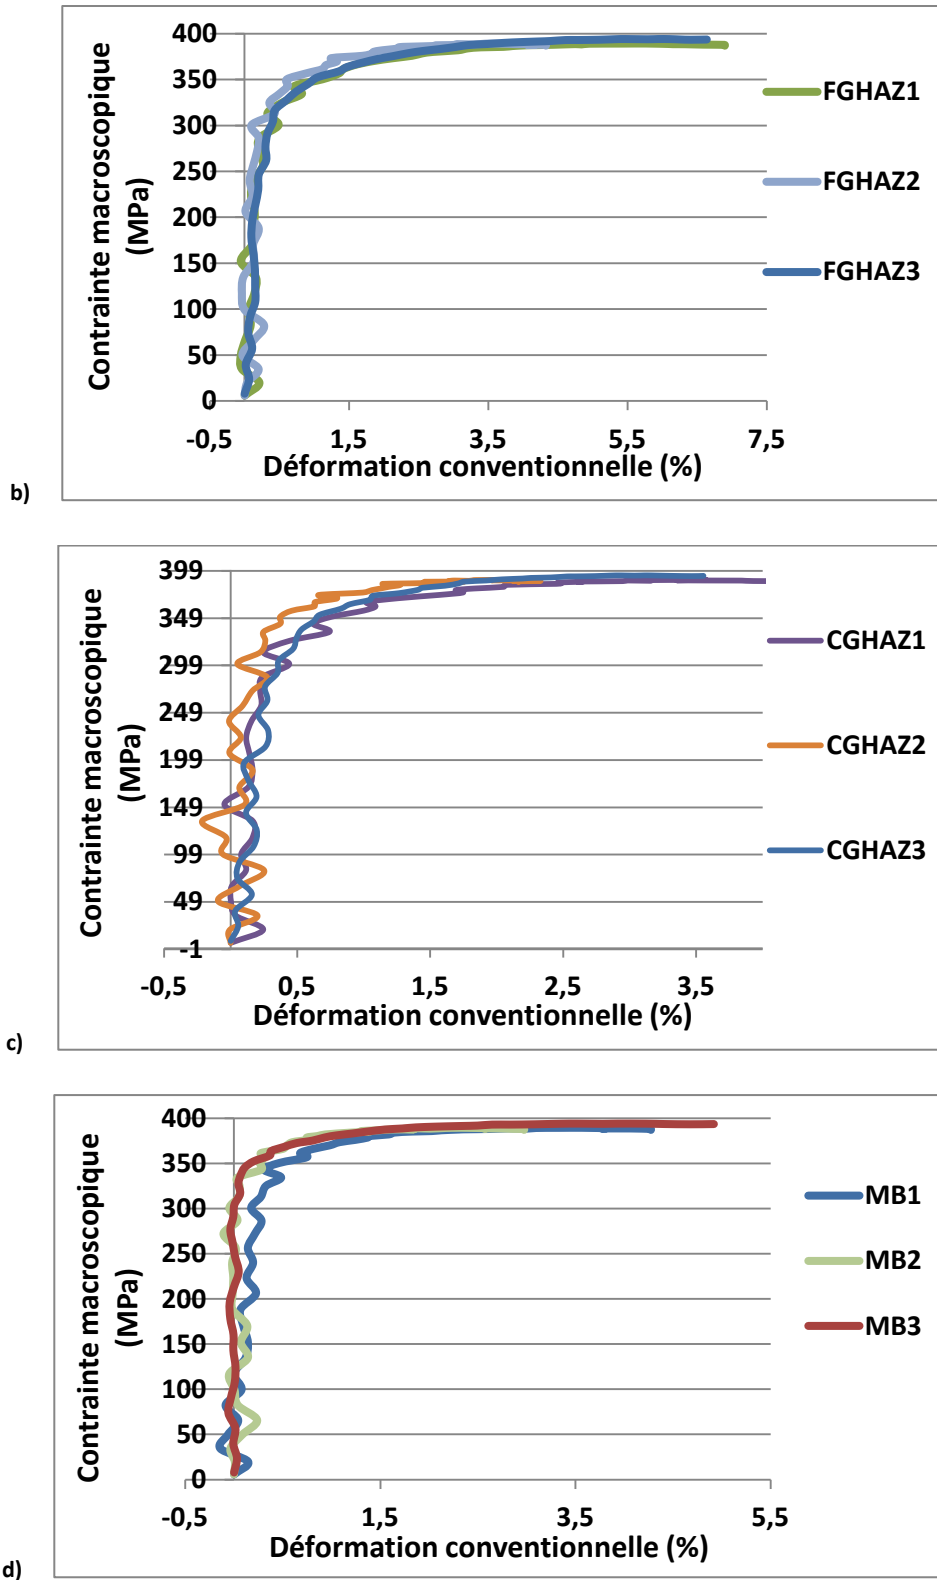 400
350
300
250
200
150
100
50
0
Contrainte macroscopique
(MPa)
FGHAZ1
FGHAZ2
FGHAZ3
-0,5 1,5 3,5 5,5 7,5
Déformation conventionnelle (%)
b)
399
349
299
249
199
149
99
49
-1
Contrainte macroscopique
(MPa)
CGHAZ1
CGHAZ2
CGHAZ3
-0,5 0,5 1,5 2,5 3,5
Déformation conventionnelle (%)
c)
400
350
300
250
200
150
100
50
0
Contrainte macroscopique
(MPa)
MB1
MB2
MB3
-0,5 1,5 3,5 5,5
Déformation conventionnelle (%)
d)